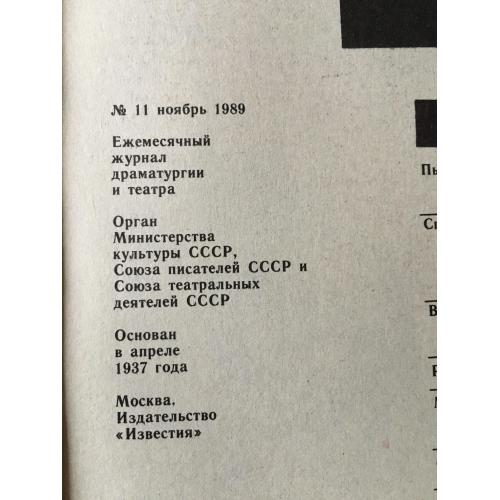 № 11 ноябрь 1989
Ежемесячный
журнал
драматургии
и театра
Орган
Министерства
культуры СССР,
Союза писателей СССР и
Союза театральных
деятелей СССР
Основан
в апреле
1937 года
Москва.
Издательство
«Известия»